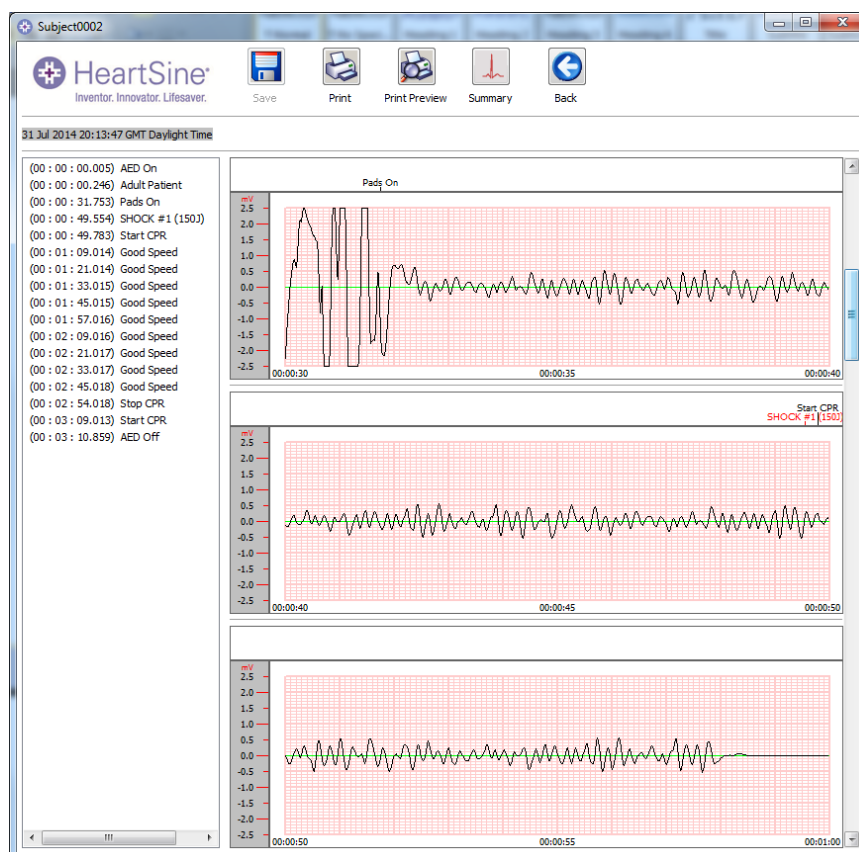 Subject0002
HeartSine
Inventor. Innovator. Lifesaver.
Save
Print
Print Preview
Summary
Back
31 Jul 2014 20:13:47 GMT Daylight Time
(00 : 00 : 00.005) AED On
(00 : 00 : 00.246) Adult Patient
(00 : 00 : 31.753) Pads On
(00 : 00 : 49.554) SHOCK #1 (150J)
(00 : 00 : 49.783) Start CPR
(00 : 01 : 09.014) Good Speed
(00 : 01 : 21.014) Good Speed
(00 : 01 : 33.015) Good Speed
(00 : 01 : 45.015) Good Speed
(00 : 01 : 57.016) Good Speed
(00 : 02 : 09.016) Good Speed
(00 : 02 : 21.017) Good Speed
(00 : 02 : 33.017) Good Speed
(00 : 02 : 45.018) Good Speed
(00 : 02 : 54.018) Stop CPR
(00 : 03 : 09.013) Start CPR
(00 : 03 : 10.859) AED Off
Pads On
mV
2.5
2.0
1.5
1.0
0.5
0.0
-0.5
-1.0
-1.5
-2.0
-2.5
00:00:30
00:00:35
00:00:40
Start CPR
SHOCK #1 (150J)
mV
2.5
2.0
1.5
1.0
0.5
0.0
-0.5
-1.0
-1.5
-2.0
-2.5
00:00:40
00:00:45
00:00:50
mV
2.5
2.0
1.5
1.0
0.5
0.0
-0.5
-1.0
-1.5
-2.0
-2.5
00:00:50
00:00:55
00:01:00